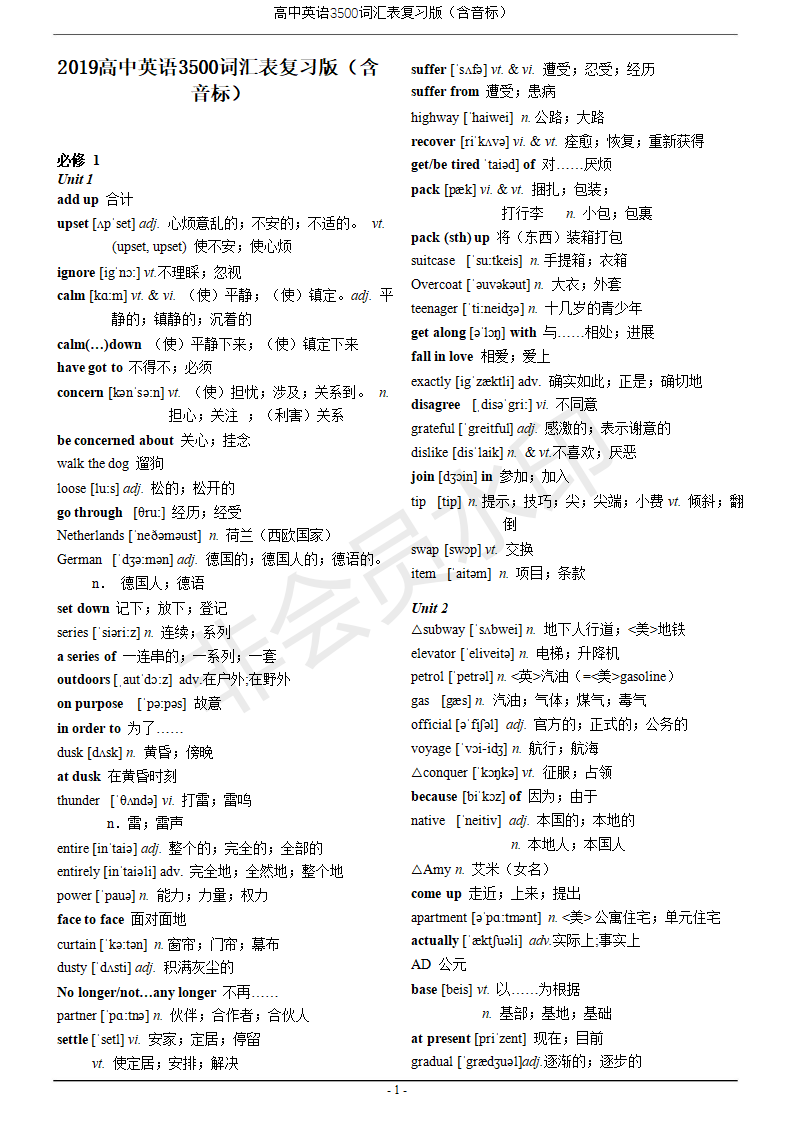 高中英语3500词汇表复习版（含音标）
2019高中英语3500词汇表复习版（含
音标）
必修 1
Unit 1
add up 合计
upset [ʌpˈset] adj. 心烦意乱的；不安的；不适的。 vt.
(upset, upset) 使不安；使心烦
ignore [igˈnɔ:] vt.不理睬；忽视
calm [kɑ:m] vt. & vi. （使）平静；（使）镇定。adj. 平
静的；镇静的；沉着的
calm(…)down （使）平静下来；（使）镇定下来
have got to 不得不；必须
concern [kənˈsə:n] vt. （使）担忧；涉及；关系到。 n.
担心；关注 ；（利害）关系
be concerned about 关心；挂念
walk the dog 遛狗
loose [lu:s] adj. 松的；松开的
go through [θru:] 经历；经受
Netherlands [ˈneðəməust] n. 荷兰（西欧国家）
German [ˈdʒə:mən] adj. 德国的；德国人的；德语的。
n． 德国人；德语
set down 记下；放下；登记
series [ˈsiəri:z] n. 连续；系列
a series of 一连串的；一系列；一套
outdoors [ˌautˈdɔ:z] adv.在户外;在野外
on purpose [ˈpə:pəs] 故意
in order to 为了……
dusk [dʌsk] n. 黄昏；傍晚
at dusk 在黄昏时刻
thunder [ˈθʌndə] vi. 打雷；雷鸣
n．雷；雷声
entire [inˈtaiə] adj. 整个的；完全的；全部的
entirely [inˈtaiəli] adv. 完全地；全然地；整个地
power [ˈpauə] n. 能力；力量；权力
face to face 面对面地
curtain [ˈkə:tən] n. 窗帘；门帘；幕布
dusty [ˈdʌsti] adj. 积满灰尘的
No longer/not…any longer 不再……
partner [ˈpɑ:tnə] n. 伙伴；合作者；合伙人
settle [ˈsetl] vi. 安家；定居；停留
vt. 使定居；安排；解决
suffer [ˈsʌfə] vt. & vi. 遭受；忍受；经历
suffer from 遭受；患病
highway [ˈhaiwei] n. 公路；大路
recover [riˈkʌvə] vi. & vt. 痊愈；恢复；重新获得
get/be tired ˈtaiəd] of 对……厌烦
pack [pæk] vi. & vt. 捆扎；包装；
打行李 n. 小包；包裹
pack (sth) up 将（东西）装箱打包
suitcase [ˈsu:tkeis] n. 手提箱；衣箱
Overcoat [ˈəuvəkəut] n. 大衣；外套
teenager [ˈti:neidʒə] n. 十几岁的青少年
get along [əˈlɔŋ] with 与……相处；进展
fall in love 相爱；爱上
exactly [igˈzæktli] adv. 确实如此；正是；确切地
disagree [ˌdisəˈgri:] vi. 不同意
grateful [ˈgreitful] adj. 感激的；表示谢意的
dislike [disˈlaik] n. & vt.不喜欢；厌恶
join [dʒɔin] in 参加；加入
tip [tip] n. 提示，技巧；尖；尖端；小费 vt. 倾斜；翻
倒
swap [swɔp] vt. 交换
item [ˈaitəm] n. 项目；条款
Unit 2
△subway [ˈsʌbwei] n. 地下人行道；<美>地铁
elevator [ˈeliveitə] n. 电梯；升降机
petrol [ˈpetrəl] n. <英>汽油（=<美>gasoline）
gas [gæs] n. 汽油；气体；煤气；毒气
official [əˈfiʃəl] adj. 官方的；正式的；公务的
voyage [ˈvɔi-idʒ] n. 航行；航海
△conquer [ˈkɔŋkə] vt. 征服；占领
because [biˈkɔz] of 因为；由于
native [ˈneitiv] adj. 本国的；本地的
n. 本地人；本国人
△Amy n. 艾米（女名）
come up 走近；上来；提出
apartment [əˈpɑ:tmənt] n. <美> 公寓住宅；单元住宅
actually [ˈæktʃuəli] adv.实际上;事实上
AD 公元
base [beis] vt. 以……为根据
n. 基部；基地；基础
at present [priˈzent] 现在；目前
gradual [ˈgrædʒuəl]adj.逐渐的；逐步的
非会员水印
- 1 -